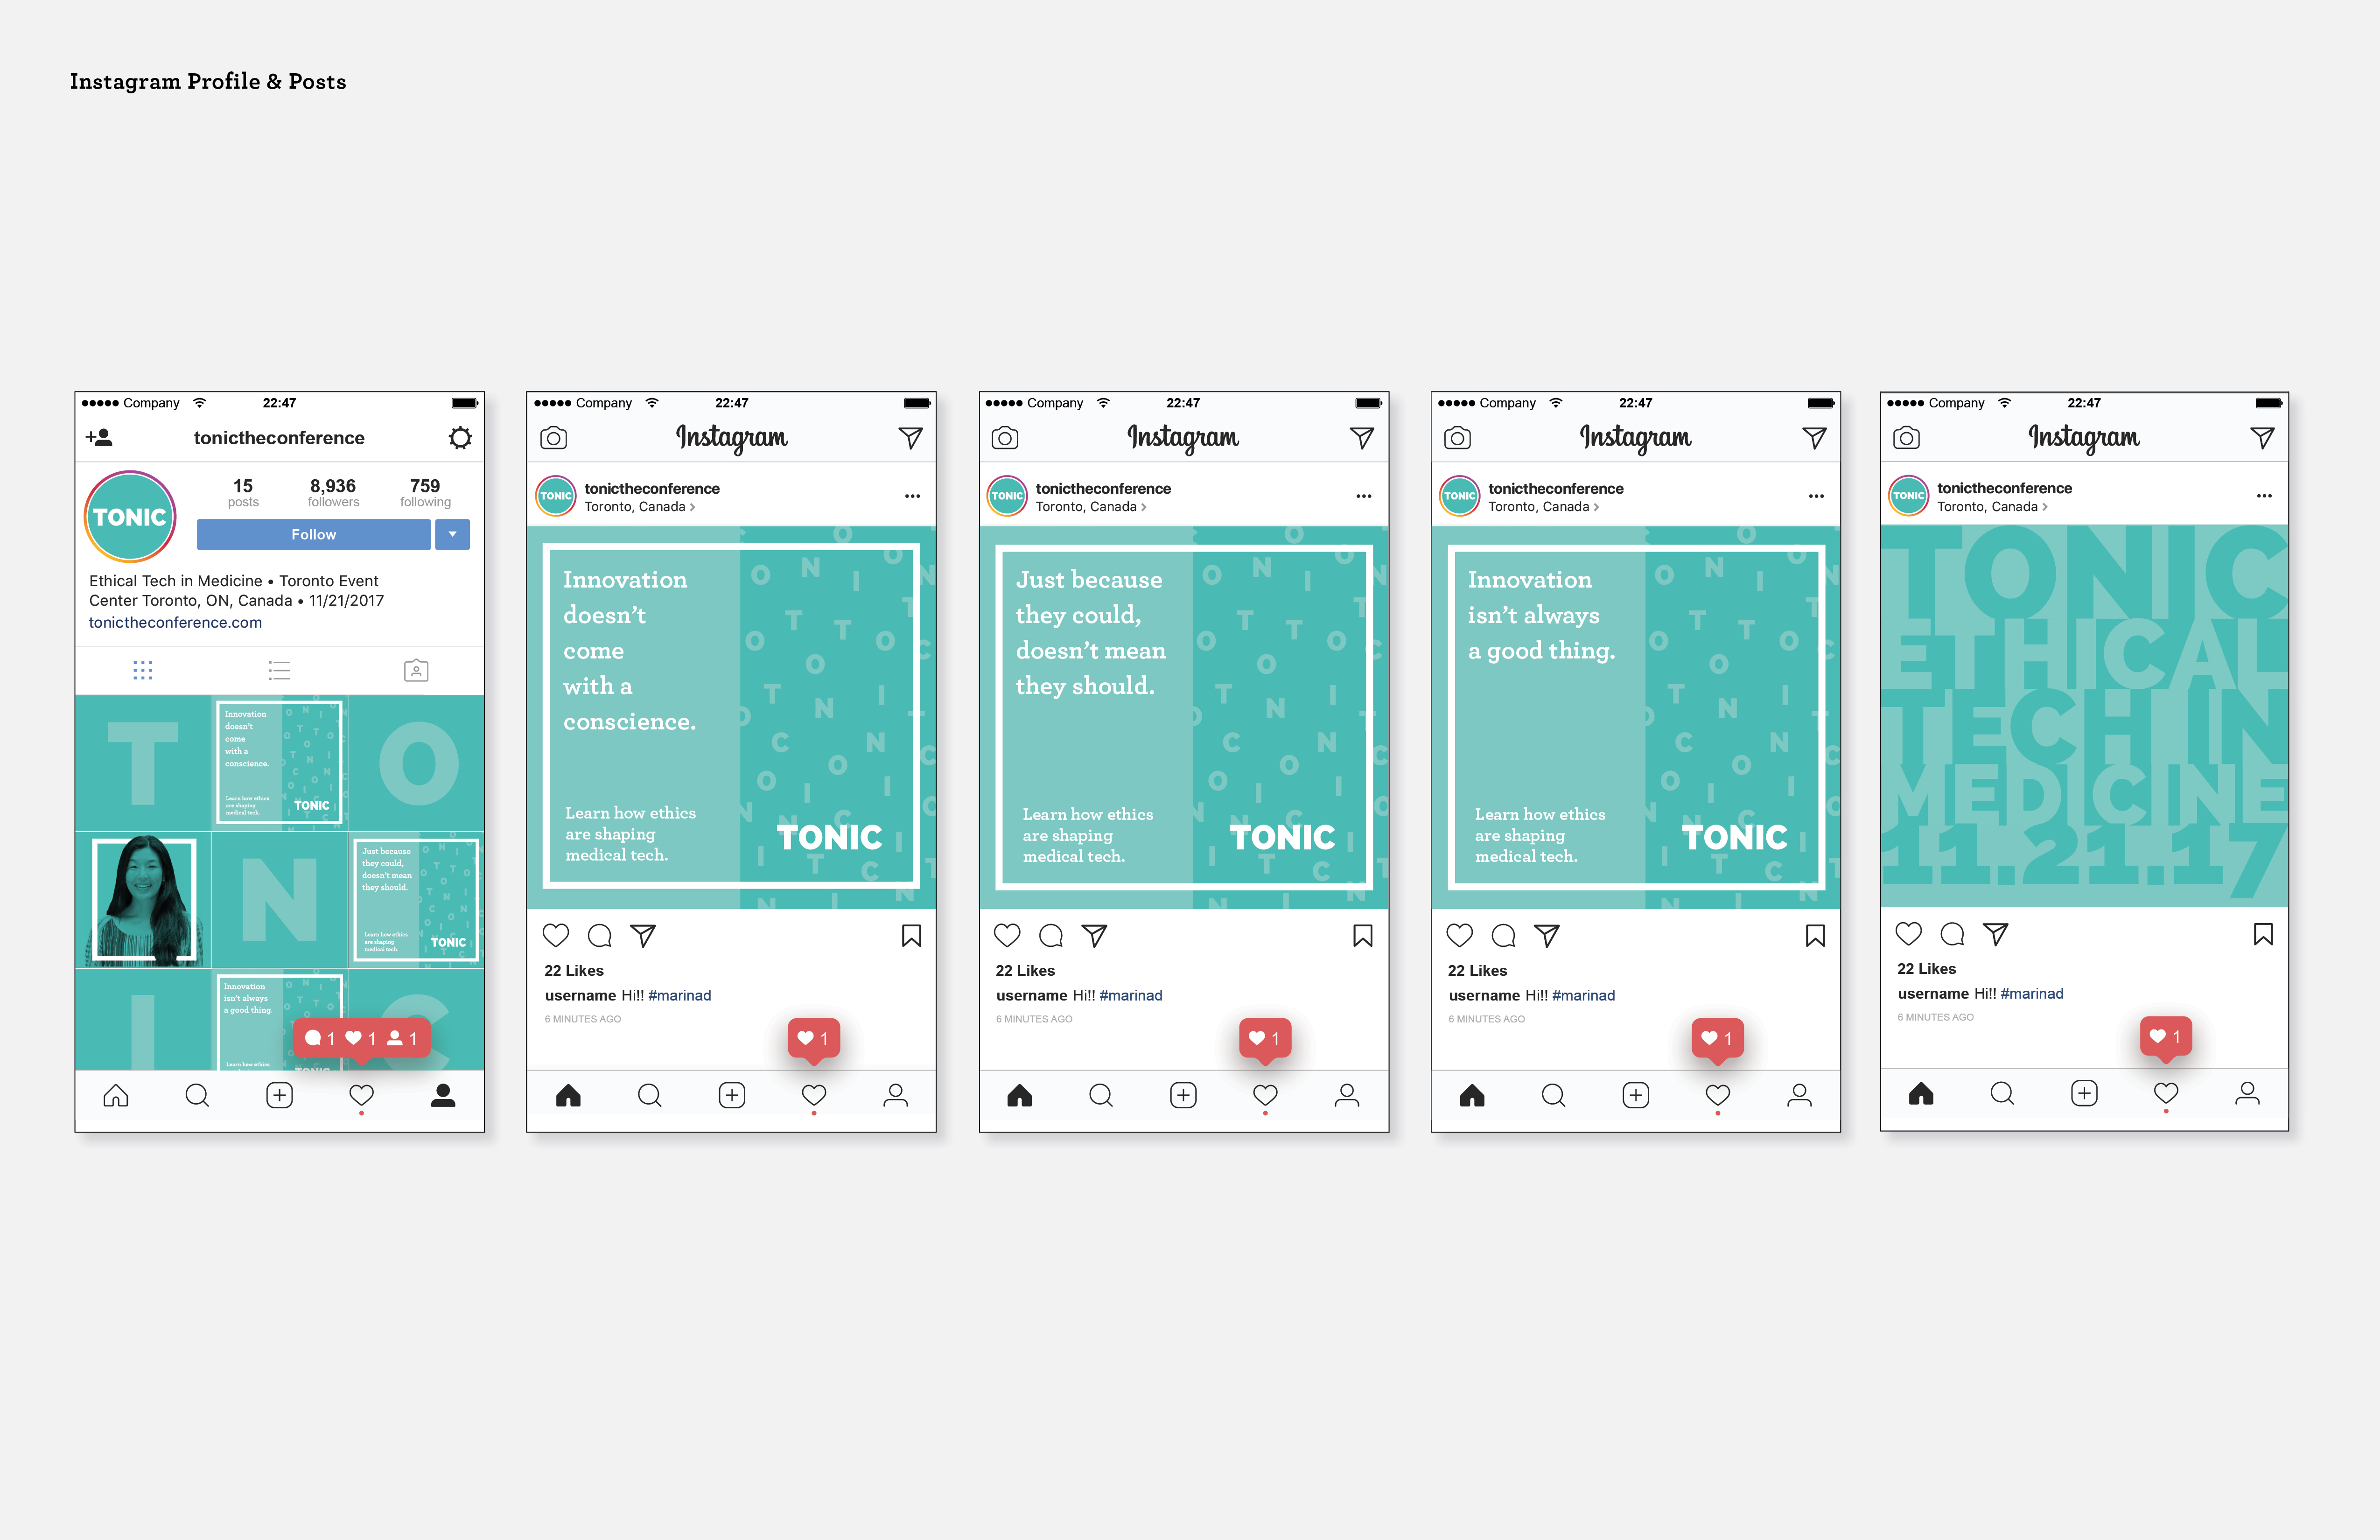 Instagram Profile & Posts
Company 22:47
tonictheconference
TONIC
15 8,936 759
posts followers following
Follow
Ethical Tech in Medicine • Toronto Event
Center Toronto, ON, Canada • 11/21/2017
tonictheconference.com
T
Innovation
doesn’t
come
with a
conscience.
Learn how ethics
are shaping
medical tech.
TONIC
O
N
Just because
they could,
doesn’t mean
they should.
Learn how ethics
are shaping
medical tech.
TONIC
I
Innovation
isn’t always
a good thing.
Learn how ethics
TONIC
C
1 1 1
Company 22:47
Instagram
TONIC
tonictheconference
Toronto, Canada >
Innovation
doesn’t
come
with a
conscience.
Learn how ethics
are shaping
medical tech.
TONIC
22 Likes
username Hi!! #marinad
6 MINUTES AGO
1
Company 22:47
Instagram
TONIC
tonictheconference
Toronto, Canada >
Just because
they could,
doesn’t mean
they should.
Learn how ethics
are shaping
medical tech.
TONIC
22 Likes
username Hi!! #marinad
6 MINUTES AGO
1
Company 22:47
Instagram
TONIC
tonictheconference
Toronto, Canada >
Innovation
isn’t always
a good thing.
Learn how ethics
are shaping
medical tech.
TONIC
22 Likes
username Hi!! #marinad
6 MINUTES AGO
1
Company 22:47
Instagram
TONIC
tonictheconference
Toronto, Canada >
TONIC
ETHICAL
TECH IN
MEDICINE
11.21.17
22 Likes
username Hi!! #marinad
6 MINUTES AGO
1